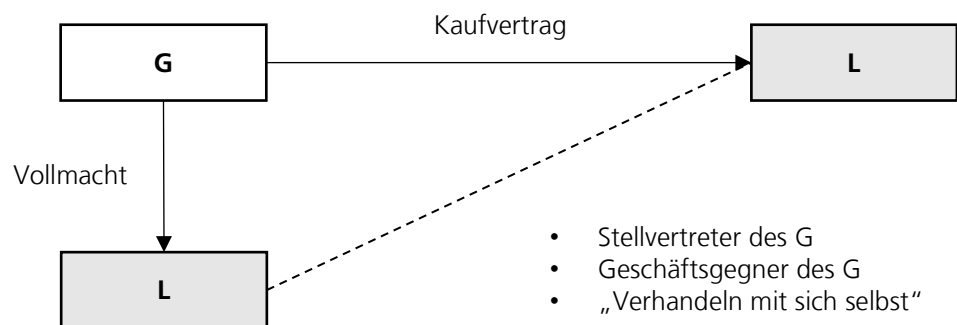 Kaufvertrag
G
L
Vollmacht
L
• Stellvertreter des G
• Geschäftsgegner des G
• „Verhandeln mit sich selbst“